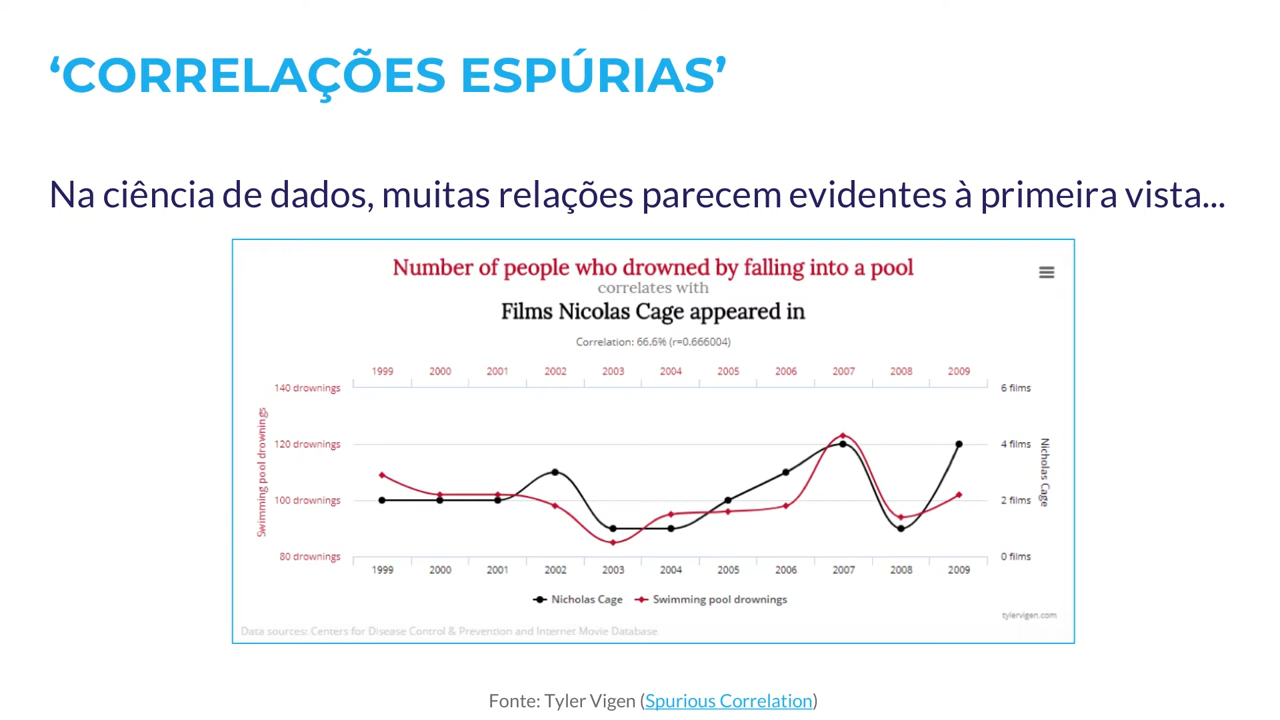 ‘CORRELAÇÕES ESPÚRIAS’
Na ciência de dados, muitas relações parecem evidentes à primeira vista...
Number of people who drowned by falling into a pool
correlates with
Films Nicolas Cage appeared in
Correlation: 66.6% (r=0.666004)
1999 2000 2001 2002 2003 2004 2005 2006 2007 2008 2009
140 drownings 6 films
120 drownings 4 films
100 drownings 2 films
80 drownings 0 films
Swimming pool drownings
Nicholas Cage
1999 2000 2001 2002 2003 2004 2005 2006 2007 2008 2009
Nicholas Cage Swimming pool drownings
tylervigen.com
Data sources: Centers for Disease Control & Prevention and Internet Movie Database
Fonte: Tyler Vigen (Spurious Correlation)